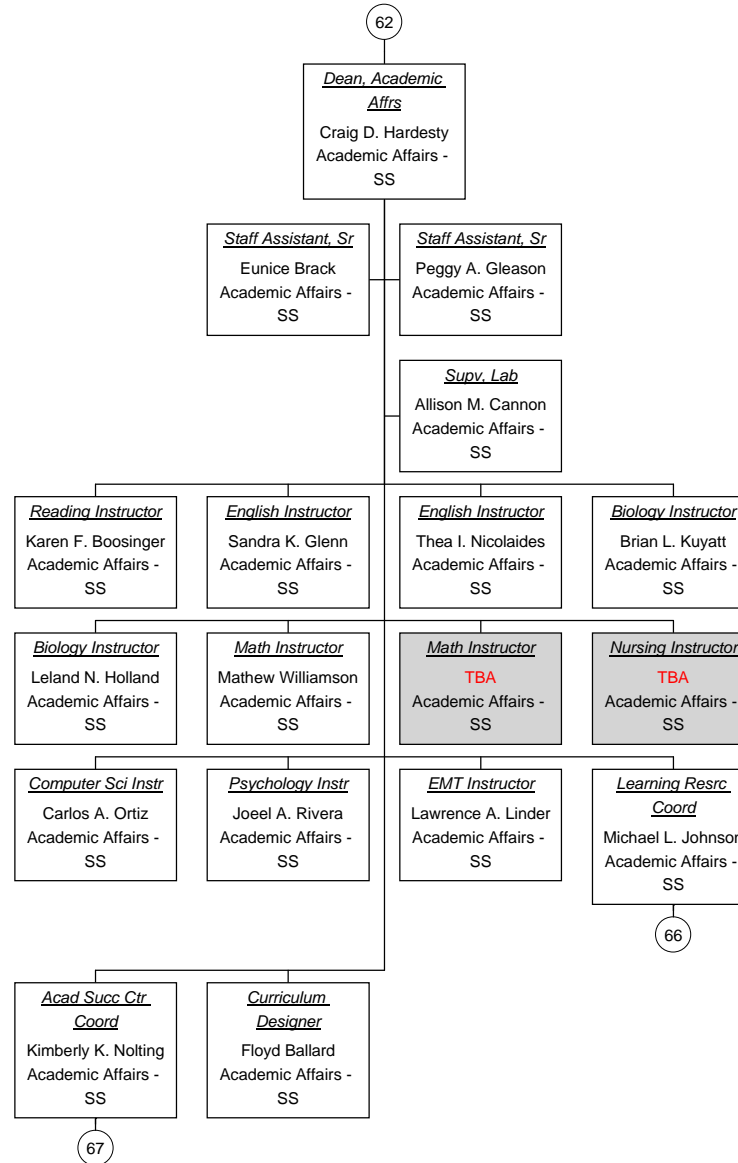 62
Dean, Academic
Affrs
Craig D. Hardesty
Academic Affairs -
SS
Staff Assistant, Sr
Eunice Brack
Academic Affairs -
SS
Staff Assistant, Sr
Peggy A. Gleason
Academic Affairs -
SS
Supv, Lab
Allison M. Cannon
Academic Affairs -
SS
Reading Instructor
Karen F. Boosinger
Academic Affairs -
SS
English Instructor
Sandra K. Glenn
Academic Affairs -
SS
English Instructor
Thea I. Nicolaides
Academic Affairs -
SS
Biology Instructor
Brian L. Kuyatt
Academic Affairs -
SS
Biology Instructor
Leland N. Holland
Academic Affairs -
SS
Math Instructor
Mathew Williamson
Academic Affairs -
SS
Math Instructor
TBA
Academic Affairs -
SS
Nursing Instructor
TBA
Academic Affairs -
SS
Computer Sci Instr
Carlos A. Ortiz
Academic Affairs -
SS
Psychology Instr
Joeel A. Rivera
Academic Affairs -
SS
EMT Instructor
Lawrence A. Linder
Academic Affairs -
SS
Learning Resrc
Coord
Michael L. Johnson
Academic Affairs -
SS
66
Acad Succ Ctr
Coord
Kimberly K. Nolting
Academic Affairs -
SS
Curriculum
Designer
Floyd Ballard
Academic Affairs -
SS
67